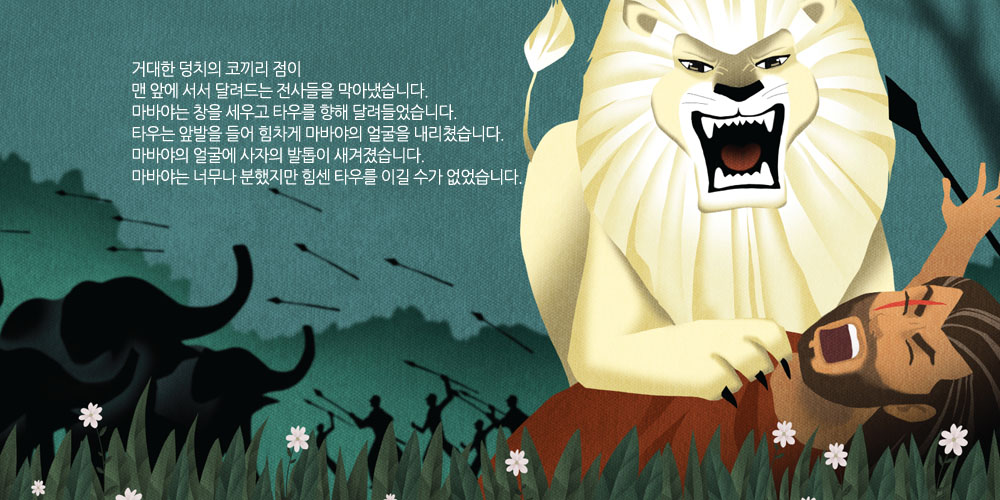 거대한 덩치의 코끼리 점이
맨 앞에 서서 달려드는 전사들을 막아냈습니다.
마바야는 창을 세우고 타우를 향해 달려들었습니다.
타우는 앞발을 들어 힘차게 마바야의 얼굴을 내리쳤습니다.
마바야의 얼굴에 사자의 발톱이 새겨졌습니다.
마바야는 너무나 분했지만 힘센 타우를 이길 수가 없었습니다.